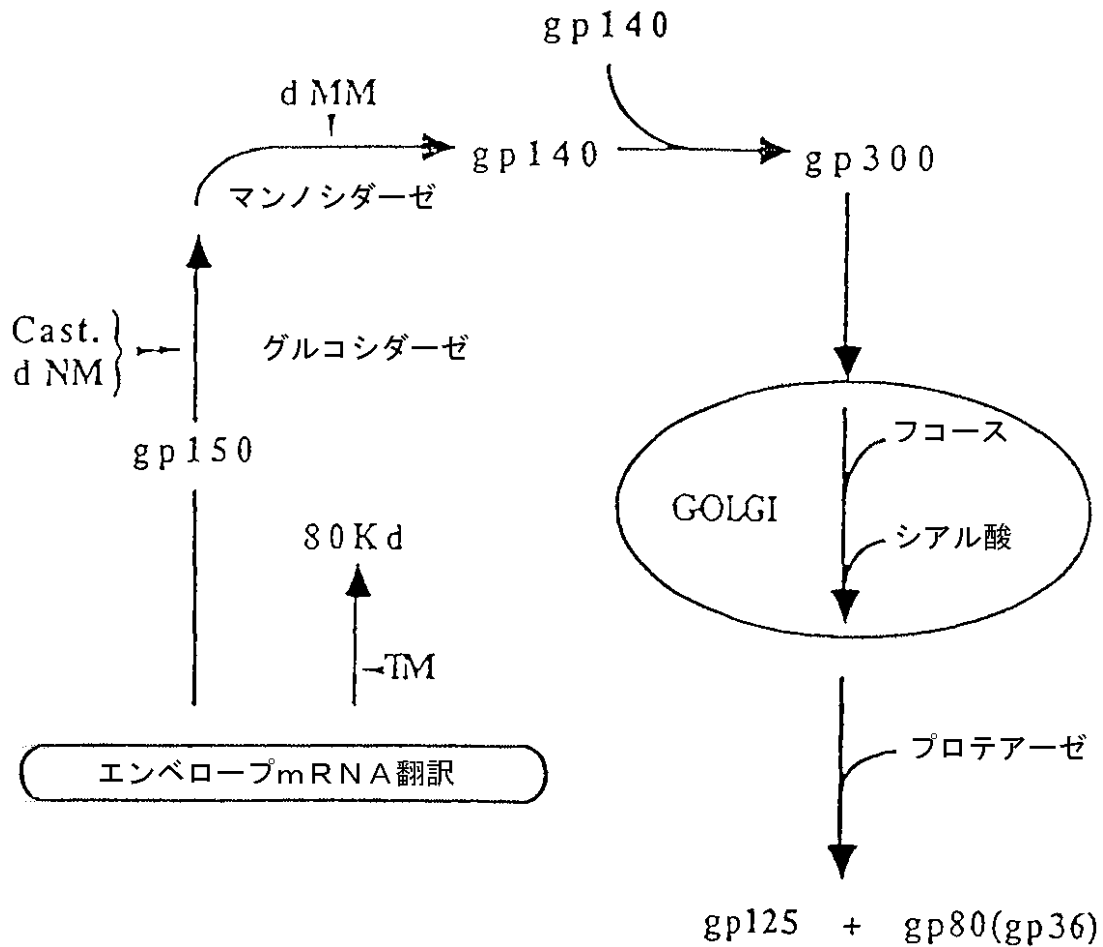 gp140
dMM
gp140
gp300
マンノシダーゼ
Cast.
dNM
グルコシダーゼ
gp150
フコース
GOLGI
シアル酸
80Kd
TM
プロテアーゼ
エンベロープmRNA翻訳
gp125 + gp80(gp36)